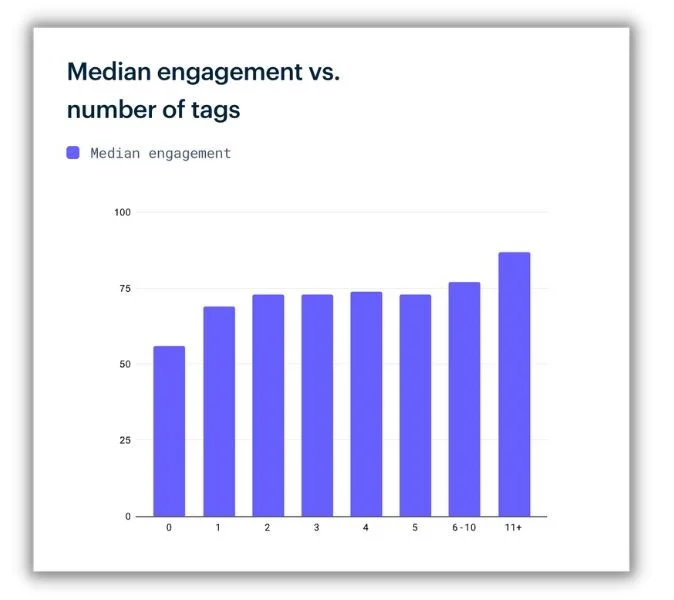 Median engagement vs.
number of tags
Median engagement
100
75
50
25
0
0 1 2 3 4 5 6-10 11+